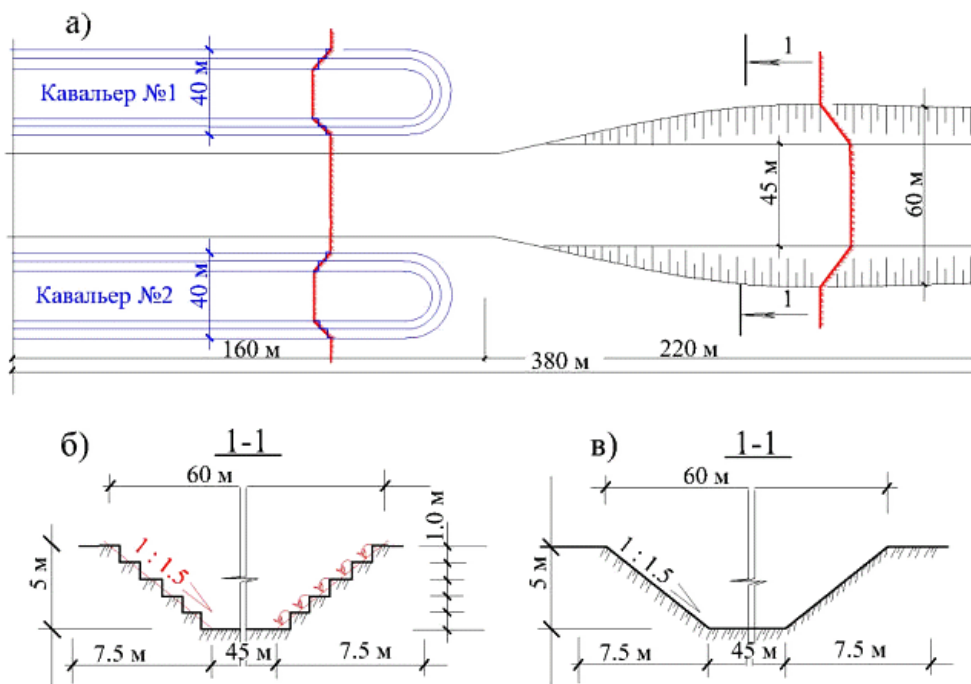 а)
1
Кавальер №1
40 м
45 м
60 м
Кавальер №2
40 м
1
160 м
220 м
380 м
б)
1-1
60 м
1 : 1.5
5 м
1.0 м
7.5 м
45 м
7.5 м
в)
1-1
60 м
1 : 1.5
5 м
7.5 м
45 м
7.5 м